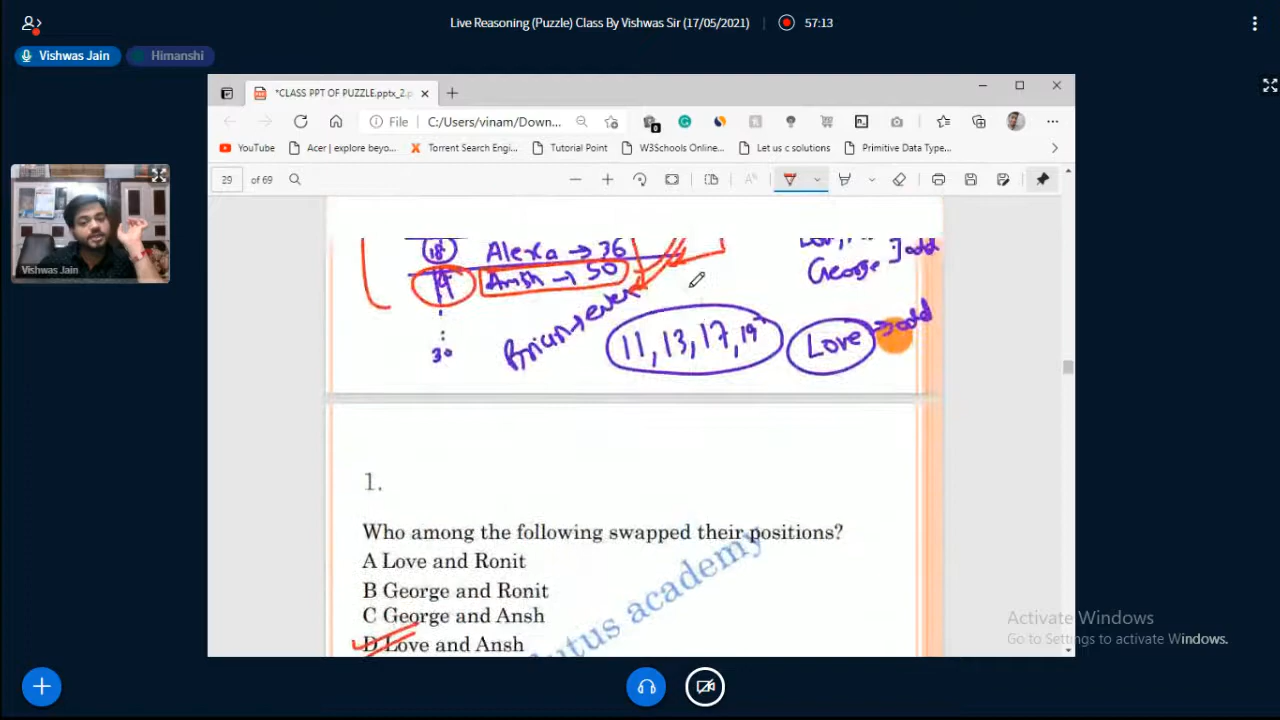 Live Reasoning (Puzzle) Class By Vishwas Sir (17/05/2021) 57:13
Vishwas Jain Himanshi
*CLASS PPT OF PUZZLE.pptx_2.p
File C:/Users/vinam/Down...
YouTube Acer | explore beyo... Torrent Search Engi... Tutorial Point W3Schools Online... Let us c solutions Primitive Data Type...
29 of 69
18 Alexa → 36
odd
George
19 Ansh → 50
Brian → even
11, 13, 17, 19 Love → odd
30
Vishwas Jain
1.
Who among the following swapped their positions?
A Love and Ronit
B George and Ronit
C George and Ansh
D Love and Ansh
academy
Activate Windows
Go to Settings to activate Windows.